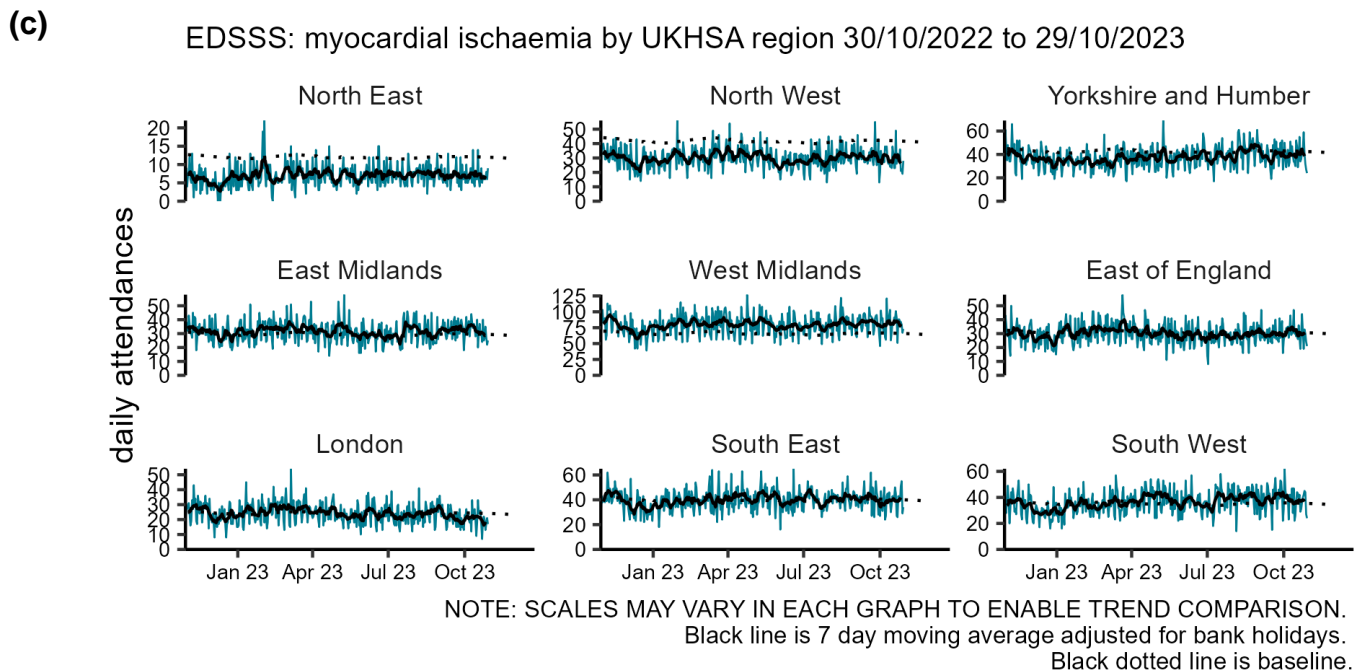 (c)
EDSSS: myocardial ischaemia by UKHSA region 30/10/2022 to 29/10/2023
daily attendances
North East
20
15
10
5
0
North West
50
40
30
20
10
0
Yorkshire and Humber
60
40
20
0
East Midlands
50
40
30
20
10
0
West Midlands
125
100
75
50
25
0
East of England
50
40
30
20
10
0
London
50
40
30
20
10
0
Jan 23 Apr 23 Jul 23 Oct 23
South East
60
40
20
0
Jan 23 Apr 23 Jul 23 Oct 23
South West
60
40
20
0
Jan 23 Apr 23 Jul 23 Oct 23
NOTE: SCALES MAY VARY IN EACH GRAPH TO ENABLE TREND COMPARISON.
Black line is 7 day moving average adjusted for bank holidays.
Black dotted line is baseline.